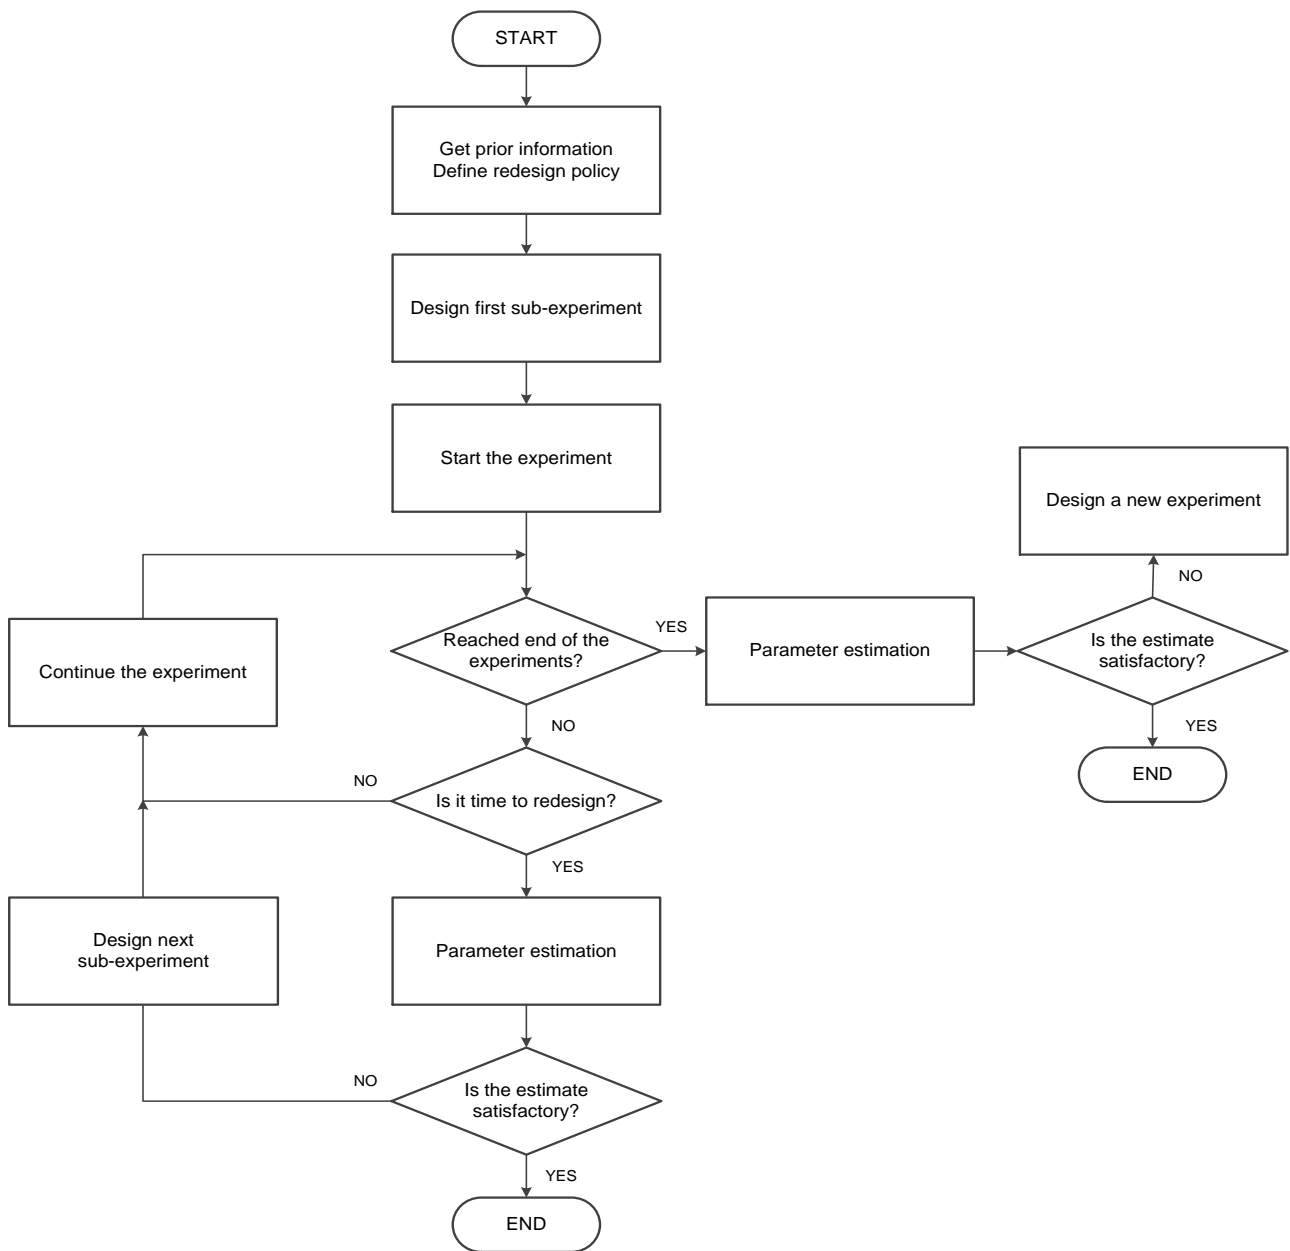 START
Get prior information
Define redesign policy
Design first sub-experiment
Start the experiment
Design a new experiment
NO
Reached end of the
experiments?
YES
Parameter estimation
Is the estimate
satisfactory?
Continue the experiment
NO
YES
END
NO
Is it time to redesign?
YES
Design next
sub-experiment
Parameter estimation
NO
Is the estimate
satisfactory?
YES
END